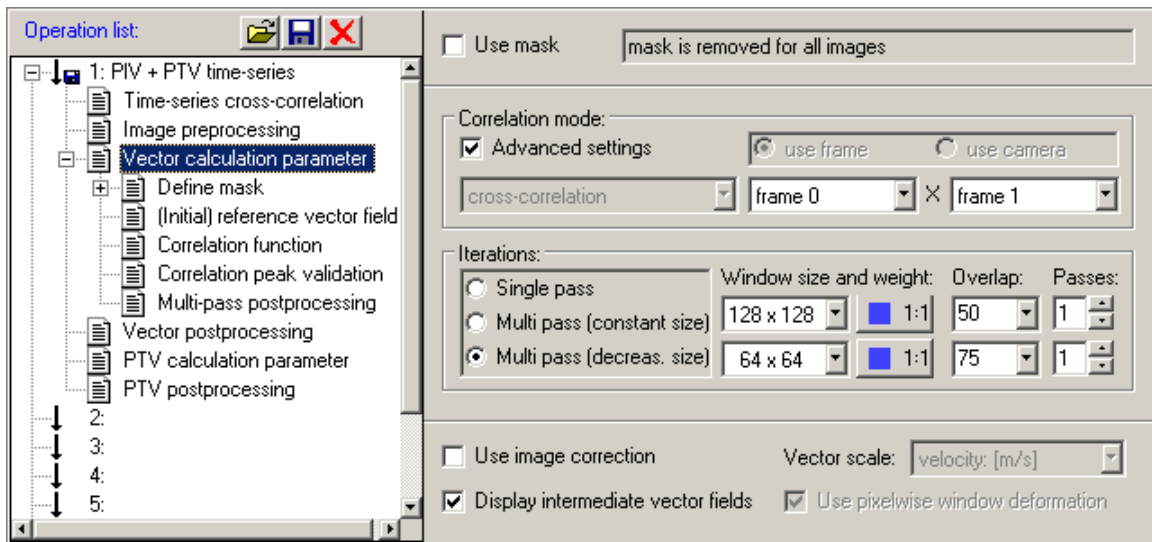 Operation list:
1: PIV + PTV time-series
Time-series cross-correlation
Image preprocessing
Vector calculation parameter
Define mask
(Initial) reference vector field
Correlation function
Correlation peak validation
Multi-pass postprocessing
Vector postprocessing
PTV calculation parameter
PTV postprocessing
2:
3:
4:
5:
Use mask mask is removed for all images
Correlation mode:
Advanced settings use frame use camera
cross-correlation frame 0 X frame 1
Iterations:
Window size and weight: Overlap: Passes:
Single pass
128 x 128 1:1 50 1
Multi pass (constant size)
Multi pass (decreas. size) 64 x 64 1:1 75 1
Use image correction Vector scale: velocity: [m/s]
Display intermediate vector fields Use pixelwise window deformation